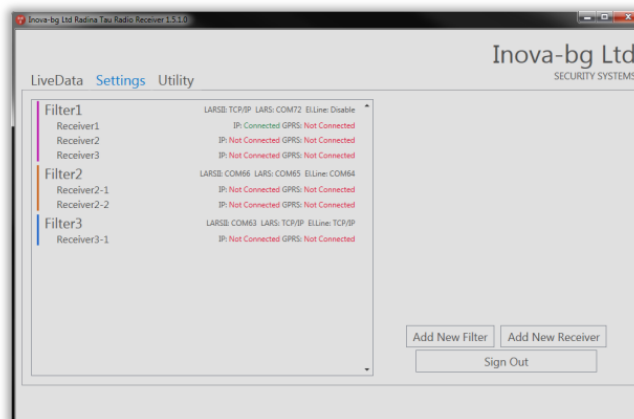 Inova-bg Ltd Radina Tau Radio Receiver 1.5.1.0
Inova-bg Ltd
SECURITY SYSTEMS
LiveData Settings Utility
Filter1 LARSII: TCP/IP LARS: COM72 El.Line: Disable
Receiver1 IP: Connected GPRS: Not Connected
Receiver2 IP: Not Connected GPRS: Not Connected
Receiver3 IP: Not Connected GPRS: Not Connected
Filter2 LARSII: COM66 LARS: COM65 El.Line: COM64
Receiver2-1 IP: Not Connected GPRS: Not Connected
Receiver2-2 IP: Not Connected GPRS: Not Connected
Filter3 LARSII: COM63 LARS: TCP/IP El.Line: TCP/IP
Receiver3-1 IP: Not Connected GPRS: Not Connected
Add New Filter Add New Receiver
Sign Out